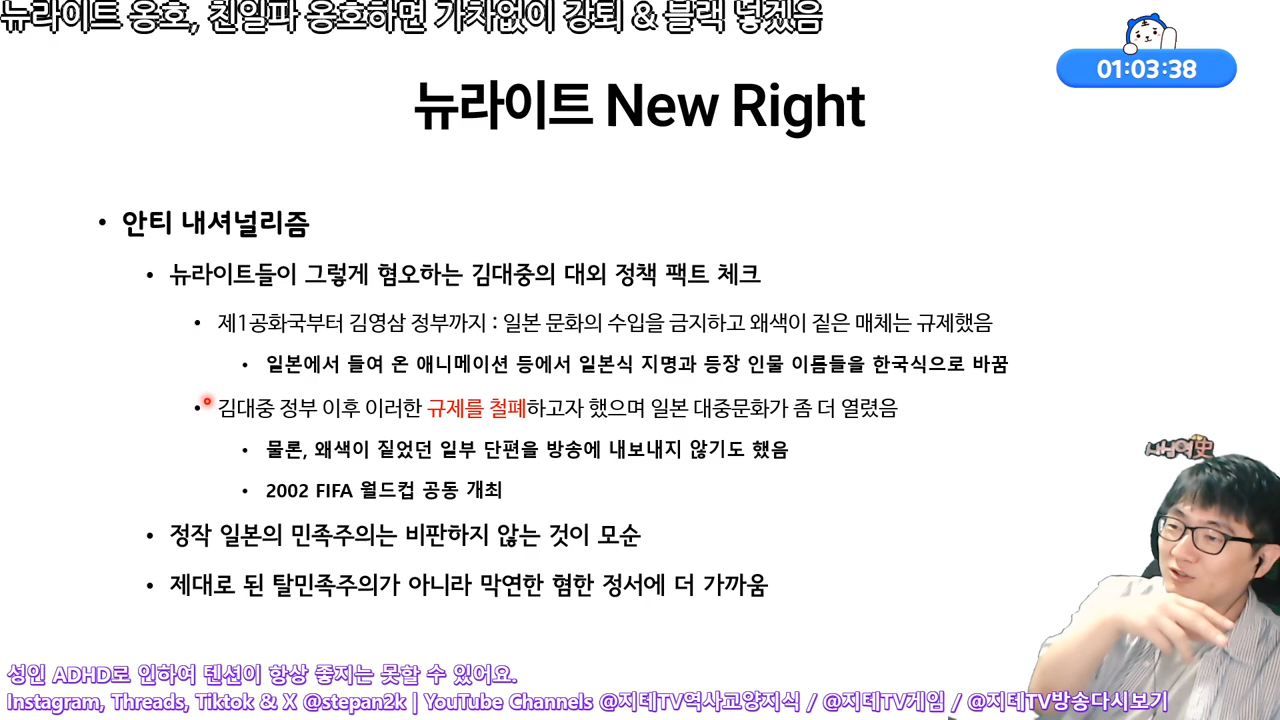 뉴라이트 옹호, 친일파 옹호하면 가차없이 강퇴 & 블랙 넣겠음
01:03:38
뉴라이트 New Right
• 안티 내셔널리즘
• 뉴라이트들이 그렇게 혐오하는 김대중의 대외 정책 팩트 체크
• 제1공화국부터 김영삼 정부까지 : 일본 문화의 수입을 금지하고 왜색이 짙은 매체는 규제했음
• 일본에서 들여 온 애니메이션 등에서 일본식 지명과 등장 인물 이름들을 한국식으로 바꿈
• 김대중 정부 이후 이러한 규제를 철폐하고자 했으며 일본 대중문화가 좀 더 열렸음
• 물론, 왜색이 짙었던 일부 단편을 방송에 내보내지 않기도 했음
• 2002 FIFA 월드컵 공동 개최
• 정작 일본의 민족주의는 비판하지 않는 것이 모순
• 제대로 된 탈민족주의가 아니라 막연한 혐한 정서에 더 가까움
성인 ADHD로 인하여 텐션이 항상 좋지는 못할 수 있어요.
Instagram, Threads, Tiktok & X @stepan2k | YouTube Channels @지테TV역사교양지식 / @지테TV게임 / @지테TV방송다시보기